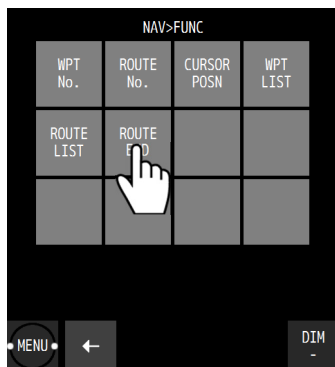 NAV>FUNC
WPT No.
ROUTE No.
CURSOR POSN
WPT LIST
ROUTE LIST
ROUTE
MENU
←
DIM
-